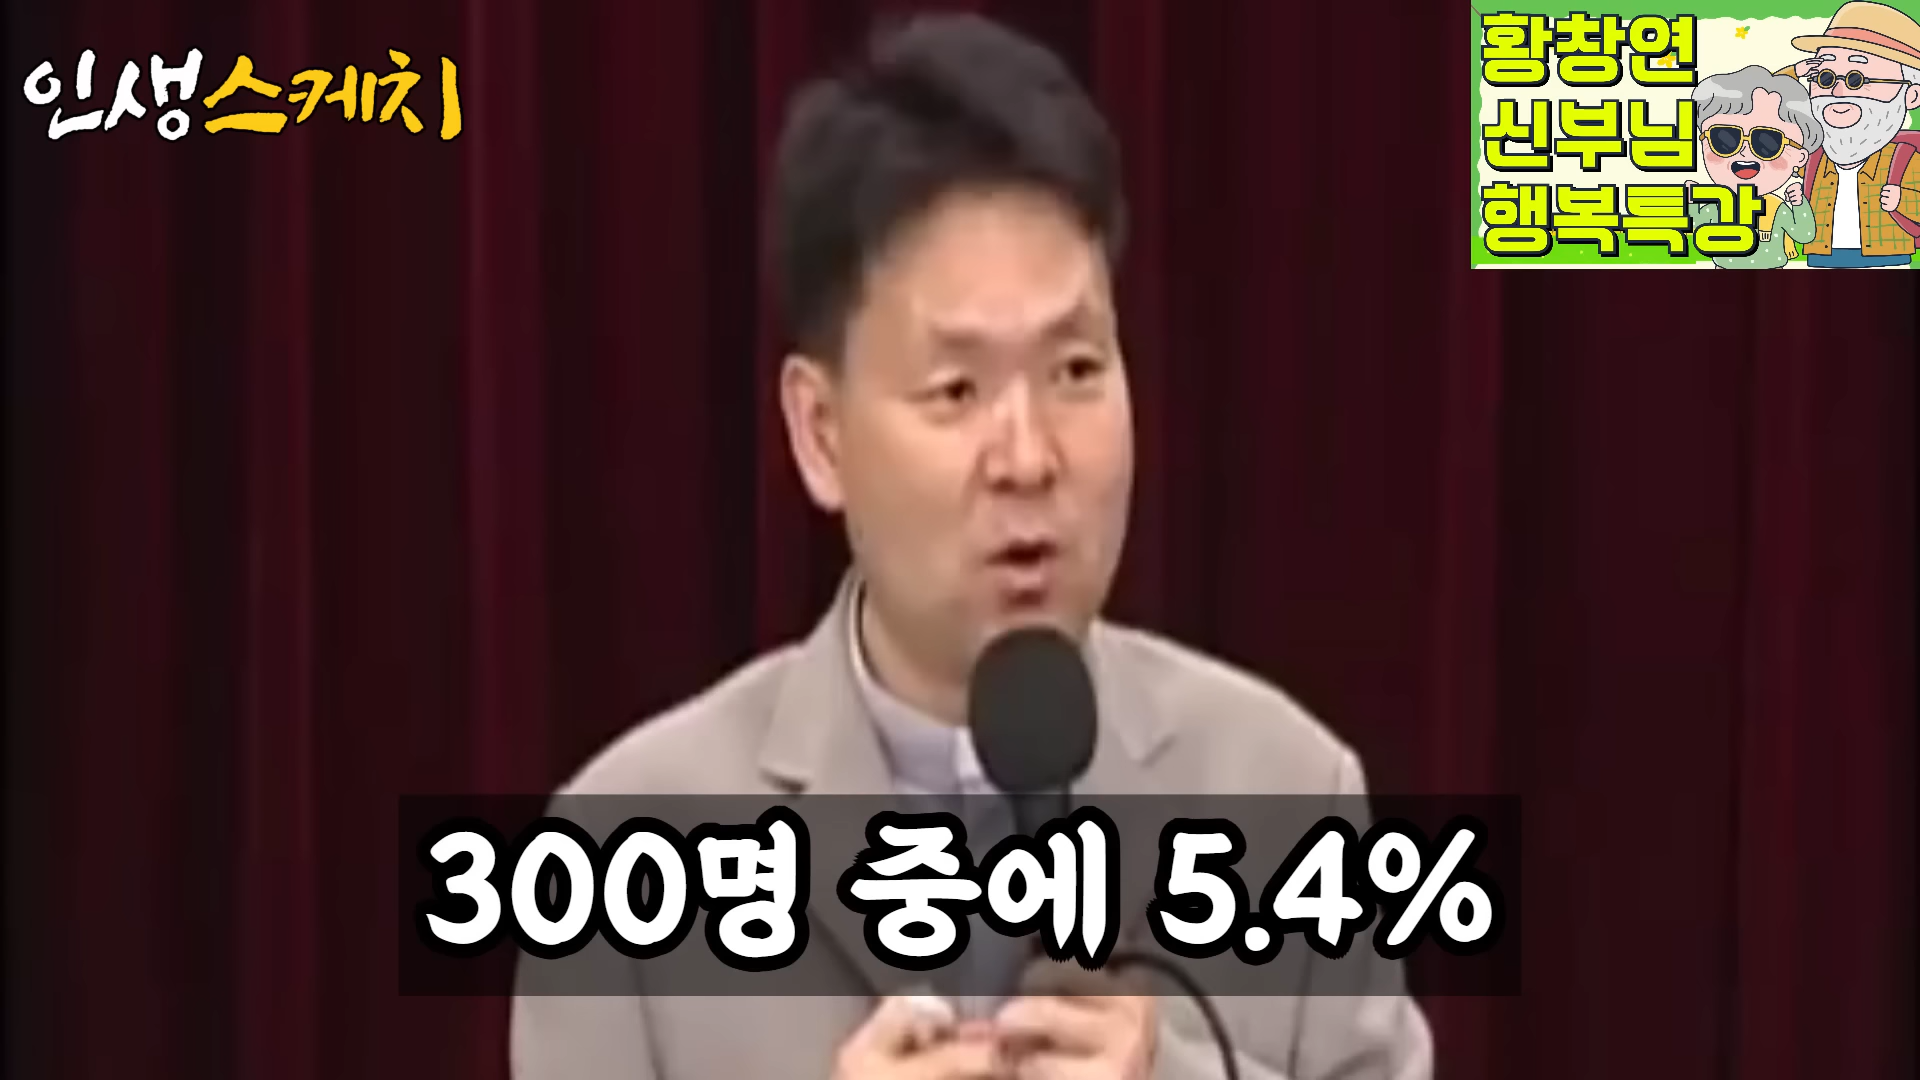 인생스케치
황창연
신부님
행복특강
300명 중에 5.4%